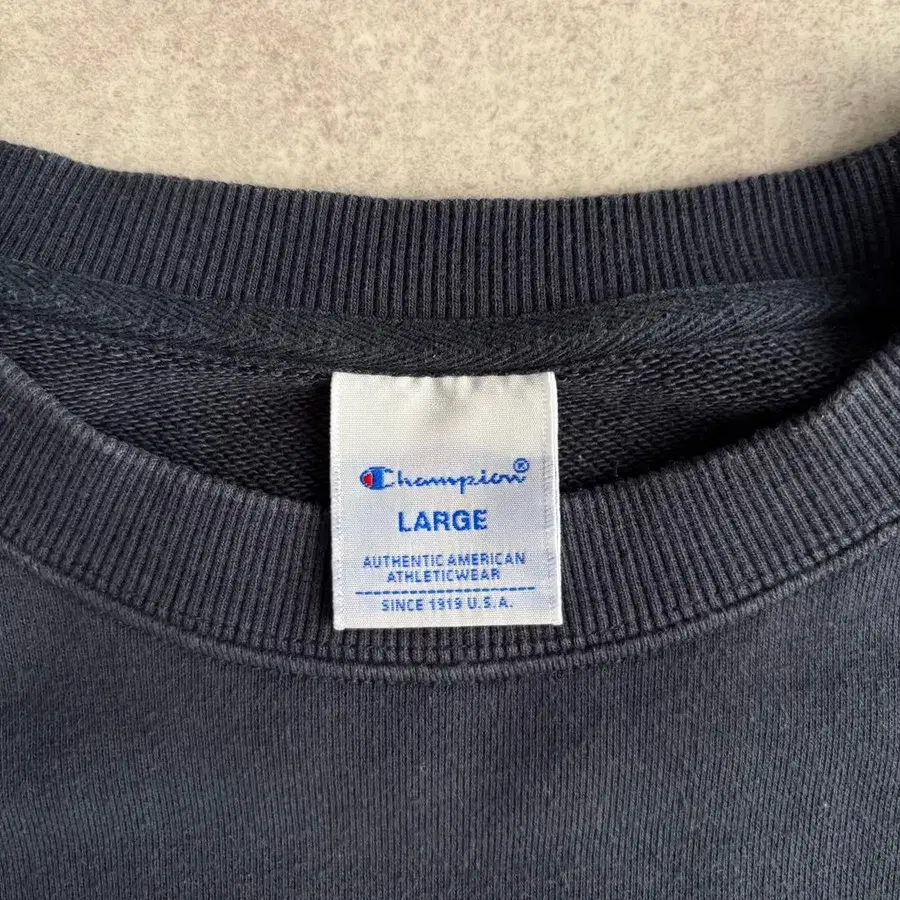 Champion®
LARGE
AUTHENTIC AMERICAN
ATHLETICWEAR
SINCE 1919 U.S.A.